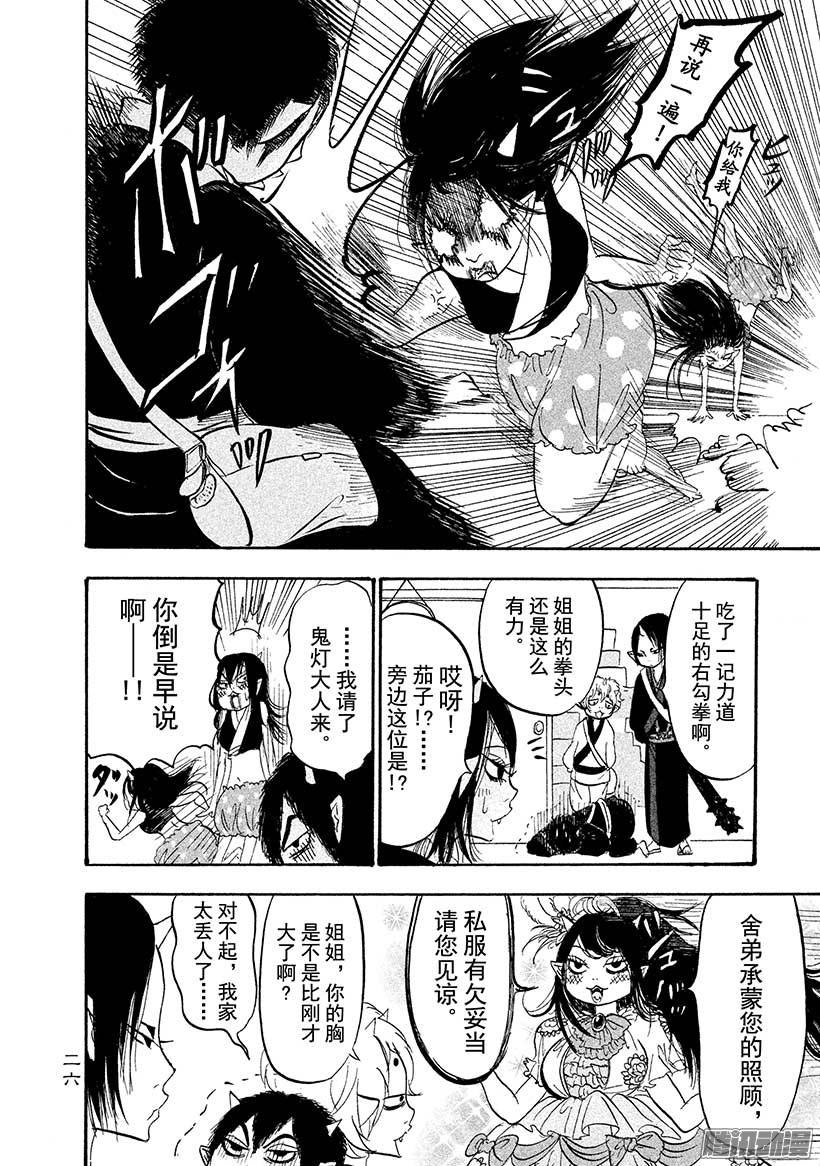 你给我
再说一遍！
ヒュッ
吃了一记力道
十足的右勾拳啊。
姐姐的拳头
还是这么
有力。
哎呀！
茄子!?……
旁边这位是!?
……我请了
鬼灯大人来。
你倒是早说
啊——!!
ダッ
舍弟承蒙您的照顾，
私服有欠妥当
请您见谅。
姐姐，你的胸
是不是比刚才
大了啊？
对不起，我家
太丢人了……
二六
腾讯动漫